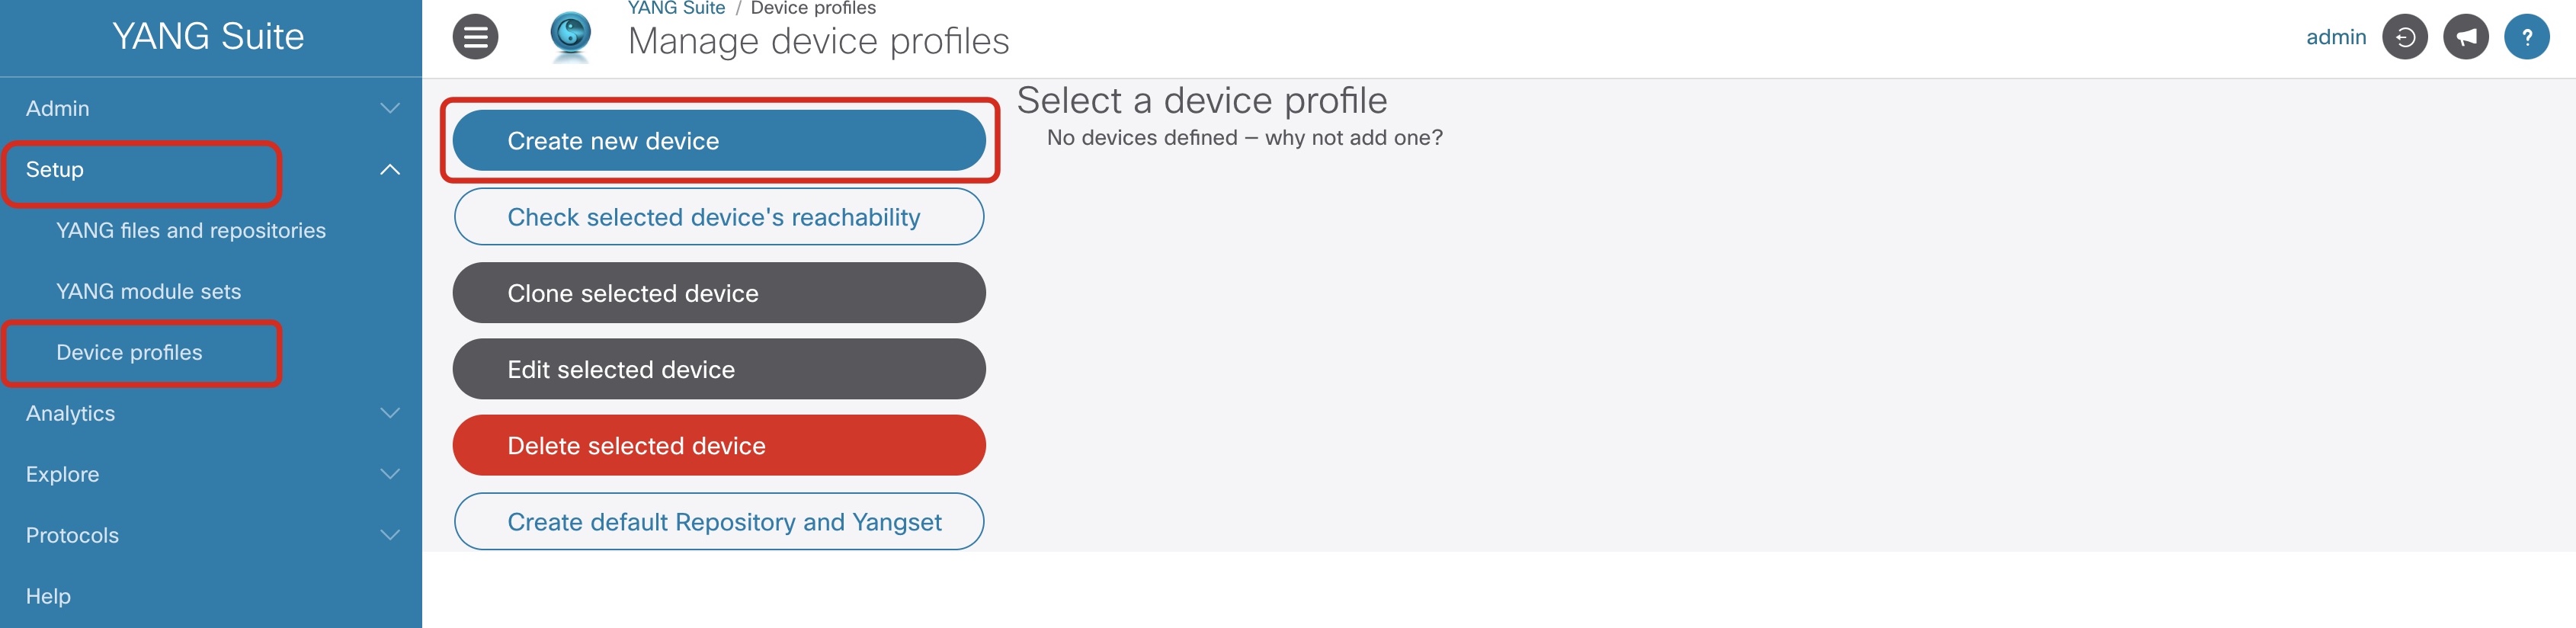 YANG Suite
Admin
Setup
YANG files and repositories
YANG module sets
Device profiles
Analytics
Explore
Protocols
Help
YANG Suite / Device profiles
Manage device profiles
admin
?
Create new device
Check selected device's reachability
Clone selected device
Edit selected device
Delete selected device
Create default Repository and Yangset
Select a device profile
No devices defined — why not add one?